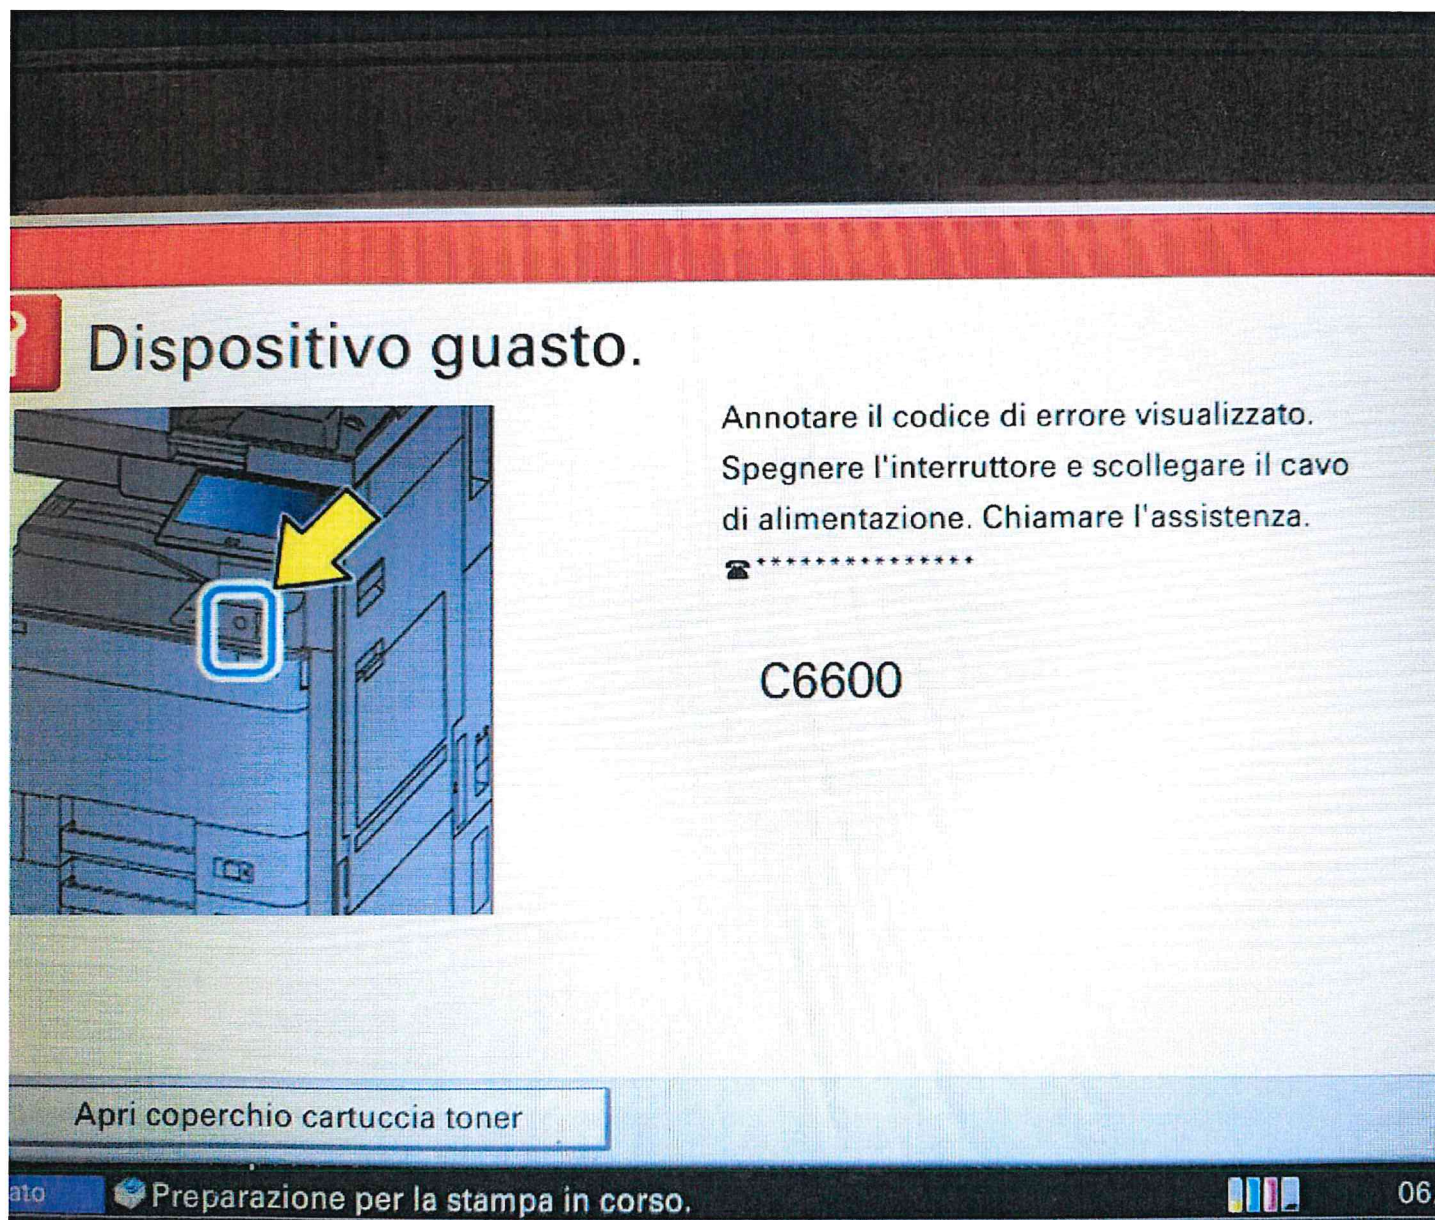 Dispositivo guasto.
Annotare il codice di errore visualizzato.
Spegnere l'interruttore e scollegare il cavo
di alimentazione. Chiamare l'assistenza.
☎***************
C6600
Apri coperchio cartuccia toner
Preparazione per la stampa in corso.
06